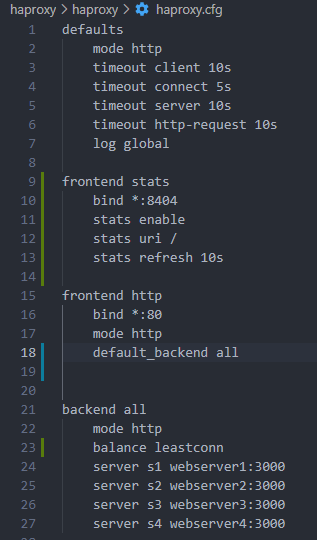 haproxy > haproxy > haproxy.cfg
1 defaults
2     mode http
3     timeout client 10s
4     timeout connect 5s
5     timeout server 10s
6     timeout http-request 10s
7     log global
8
9 frontend stats
10     bind *:8404
11     stats enable
12     stats uri /
13     stats refresh 10s
14
15 frontend http
16     bind *:80
17     mode http
18     default_backend all
19
20
21 backend all
22     mode http
23     balance leastconn
24     server s1 webserver1:3000
25     server s2 webserver2:3000
26     server s3 webserver3:3000
27     server s4 webserver4:3000